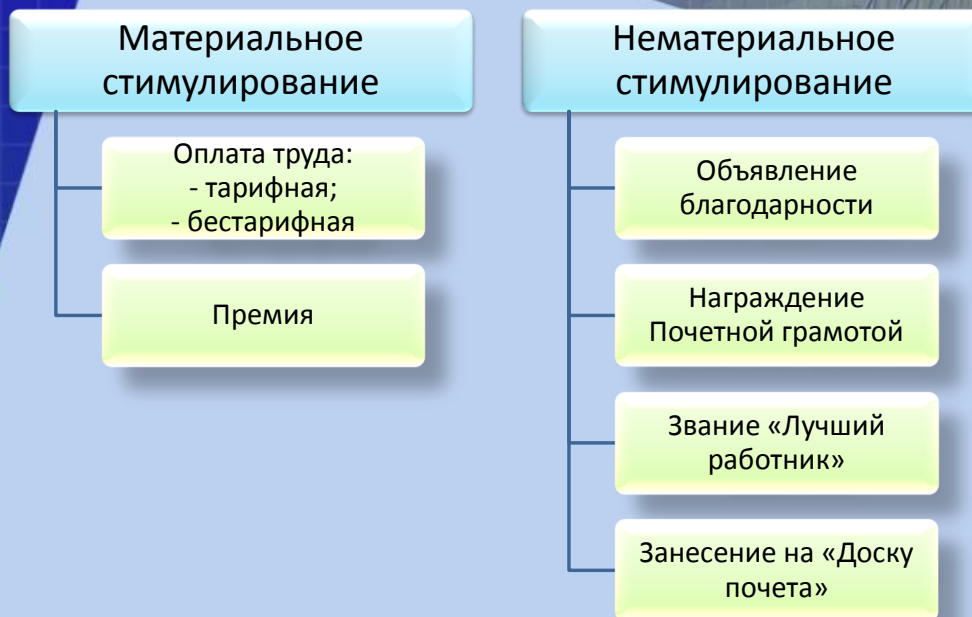 Материальное
стимулирование
Оплата труда:
- тарифная;
- бестарифная
Премия
Нематериальное
стимулирование
Объявление
благодарности
Награждение
Почетной грамотой
Звание «Лучший
работник»
Занесение на «Доску
почета»